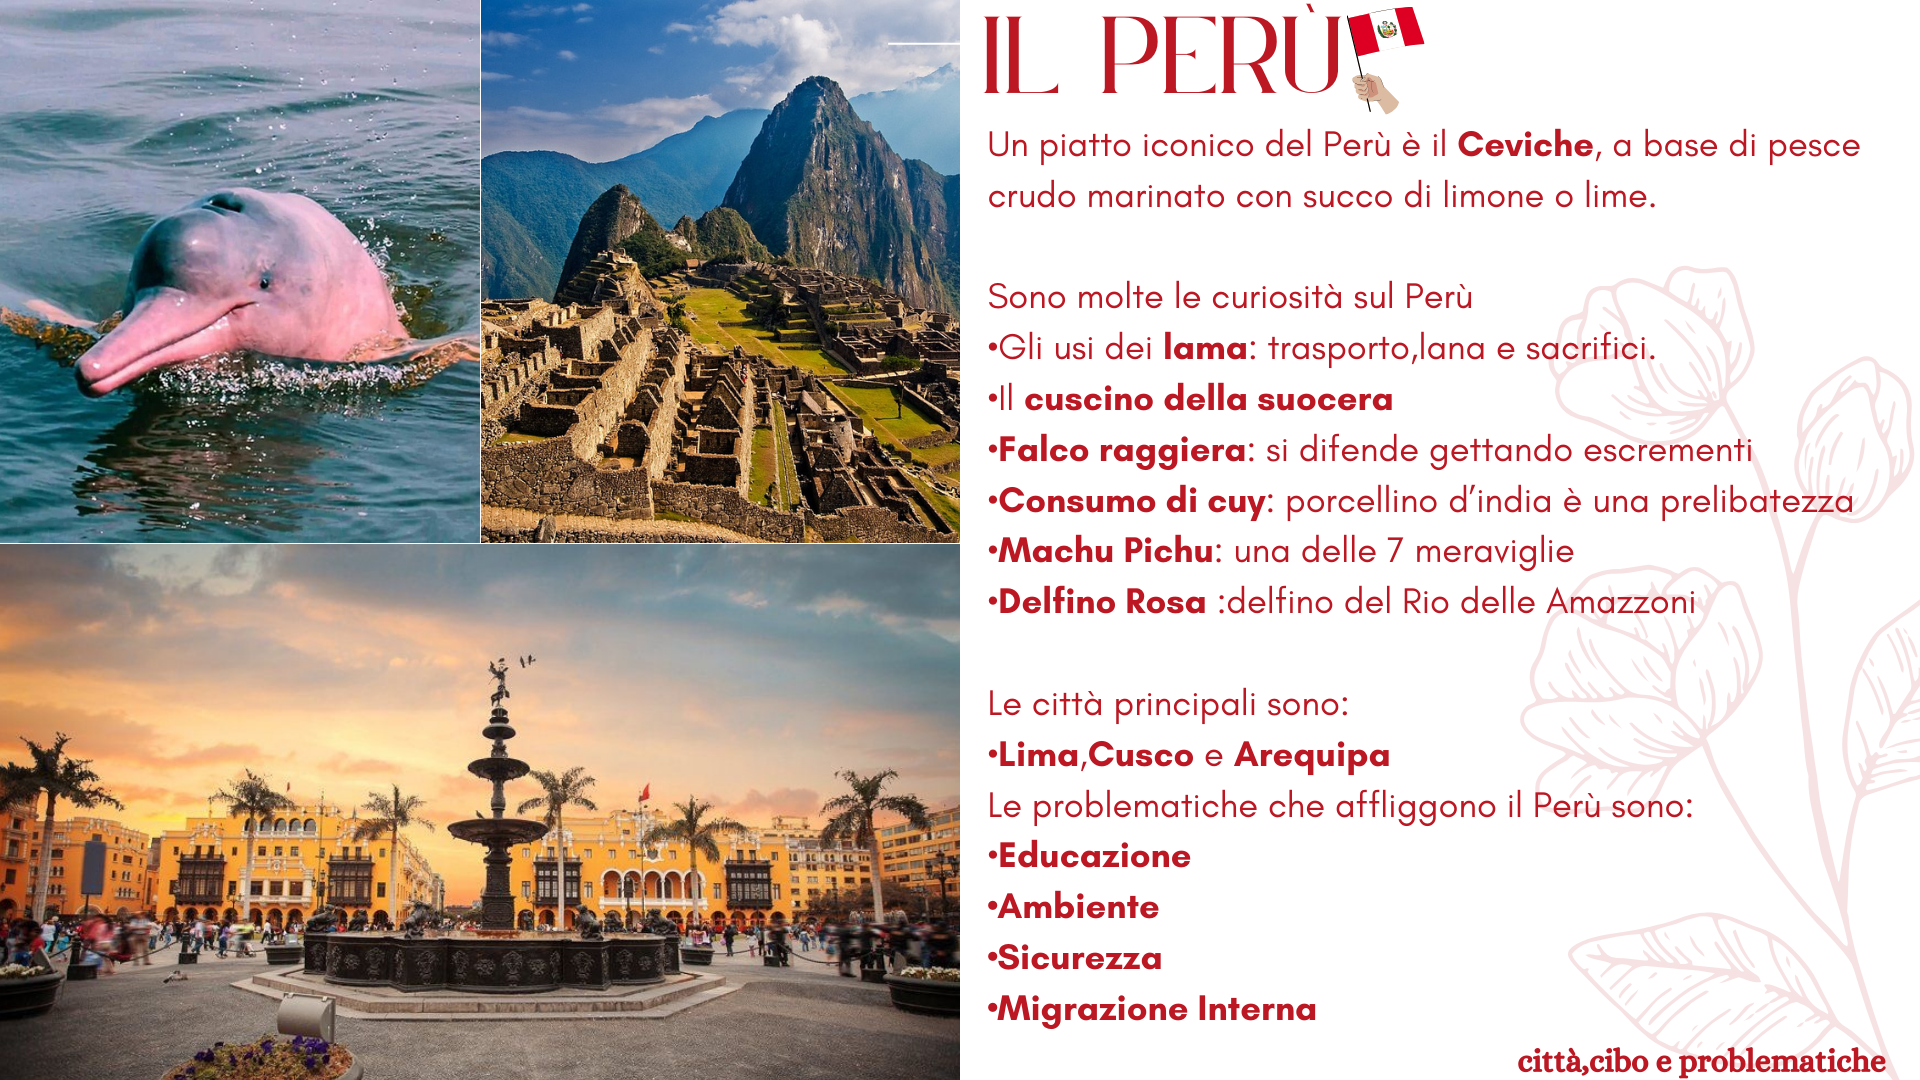 IL PERÙ
Un piatto iconico del Perù è il Ceviche, a base di pesce
crudo marinato con succo di limone o lime.
Sono molte le curiosità sul Perù
•Gli usi dei lama: trasporto,lana e sacrifici.
•Il cuscino della suocera
•Falco raggiera: si difende gettando escrementi
•Consumo di cuy: porcellino d’india è una prelibatezza
•Machu Pichu: una delle 7 meraviglie
•Delfino Rosa :delfino del Rio delle Amazzoni
Le città principali sono:
•Lima,Cusco e Arequipa
Le problematiche che affliggono il Perù sono:
•Educazione
•Ambiente
•Sicurezza
•Migrazione Interna
città,cibo e problematiche